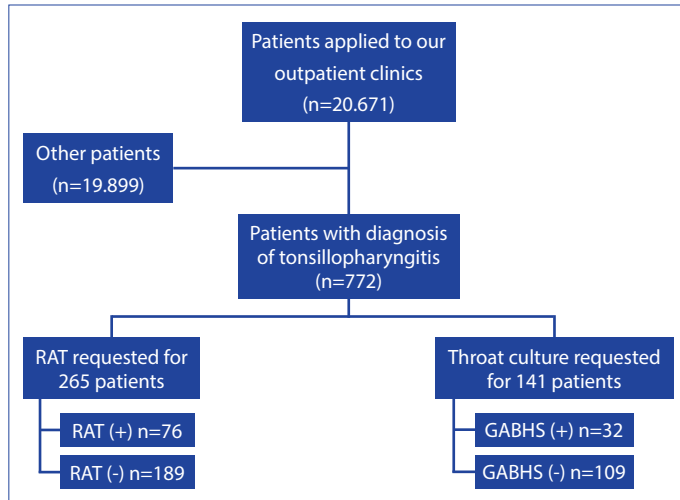 Patients applied to our
outpatient clinics
(n=20.671)
Other patients
(n=19.899)
Patients with diagnosis
of tonsillopharyngitis
(n=772)
RAT requested for
265 patients
RAT (+) n=76
RAT (-) n=189
Throat culture requested
for 141 patients
GABHS (+) n=32
GABHS (-) n=109